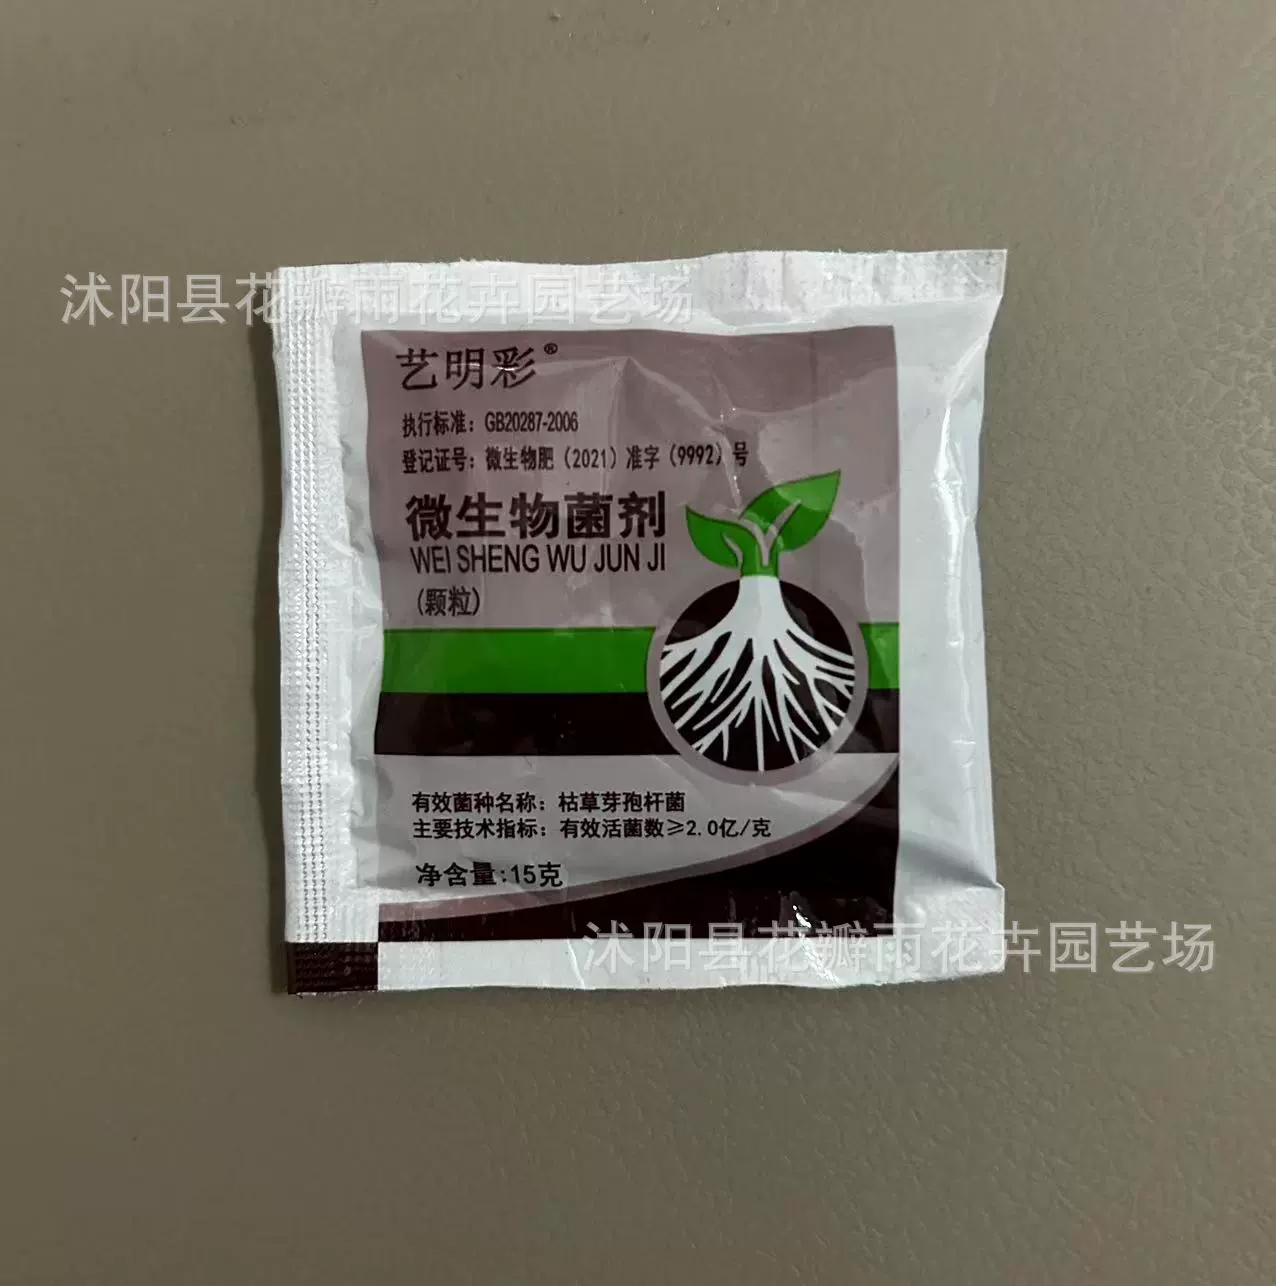 沭阳县花瓣雨花卉园艺场
艺明彩®
执行标准：GB20287-2006
登记证号：微生物肥（2021）准字（9992）号
微生物菌剂
WEI SHENG WU JUN JI
(颗粒)
有效菌种名称：枯草芽孢杆菌
主要技术指标：有效活菌数≥2.0亿/克
净含量:15克
沭阳县花瓣雨花卉园艺场